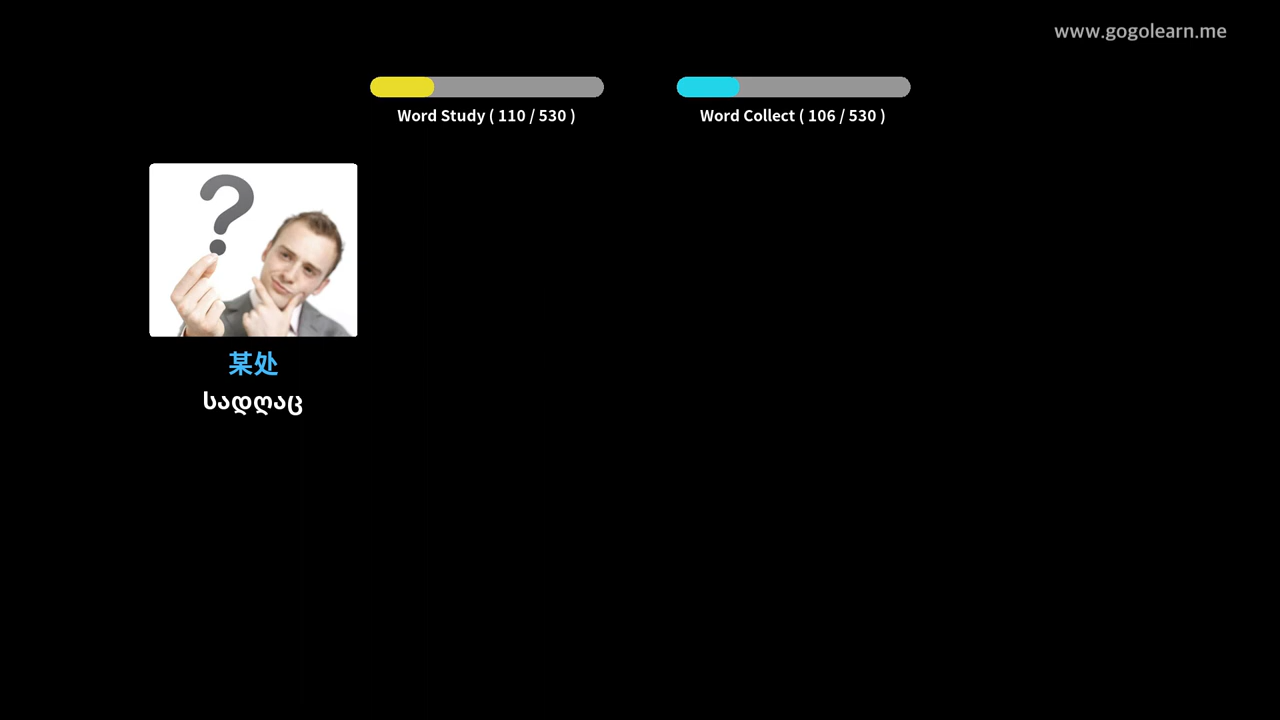 www.gogolearn.me
Word Study ( 110 / 530 )
Word Collect ( 106 / 530 )
?
某处
სადღაც